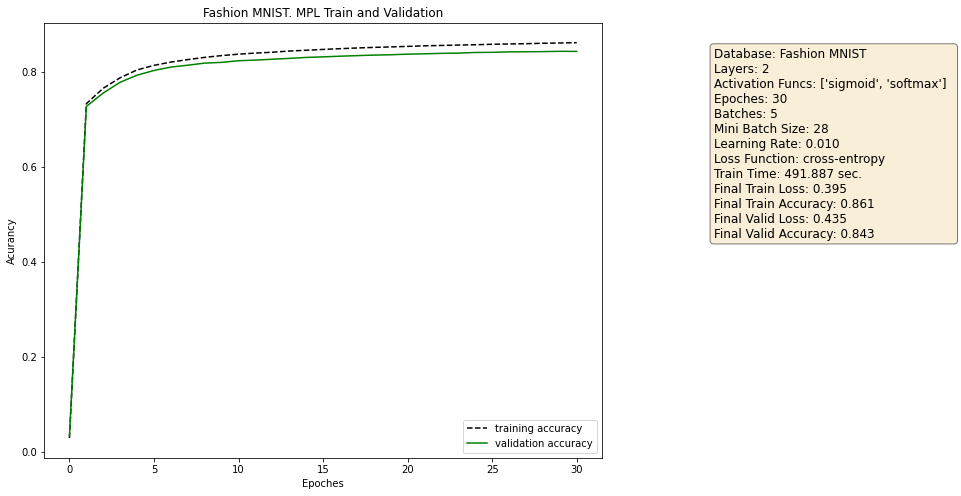 Fashion MNIST. MPL Train and Validation
Acurancy
0.8
0.6
0.4
0.2
0.0
0
5
10
15
20
25
30
Epoches
training accuracy
validation accuracy
Database: Fashion MNIST
Layers: 2
Activation Funcs: ['sigmoid', 'softmax']
Epoches: 30
Batches: 5
Mini Batch Size: 28
Learning Rate: 0.010
Loss Function: cross-entropy
Train Time: 491.887 sec.
Final Train Loss: 0.395
Final Train Accuracy: 0.861
Final Valid Loss: 0.435
Final Valid Accuracy: 0.843